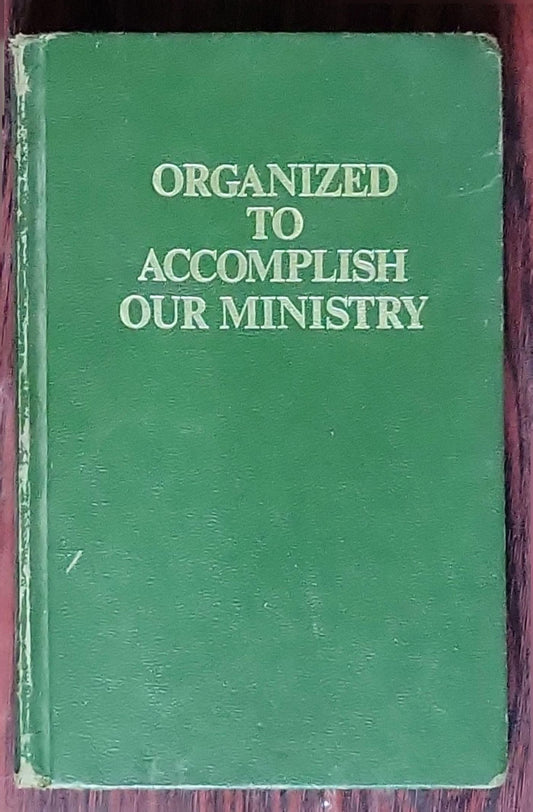 ORGANIZED
TO
ACCOMPLISH
OUR MINISTRY